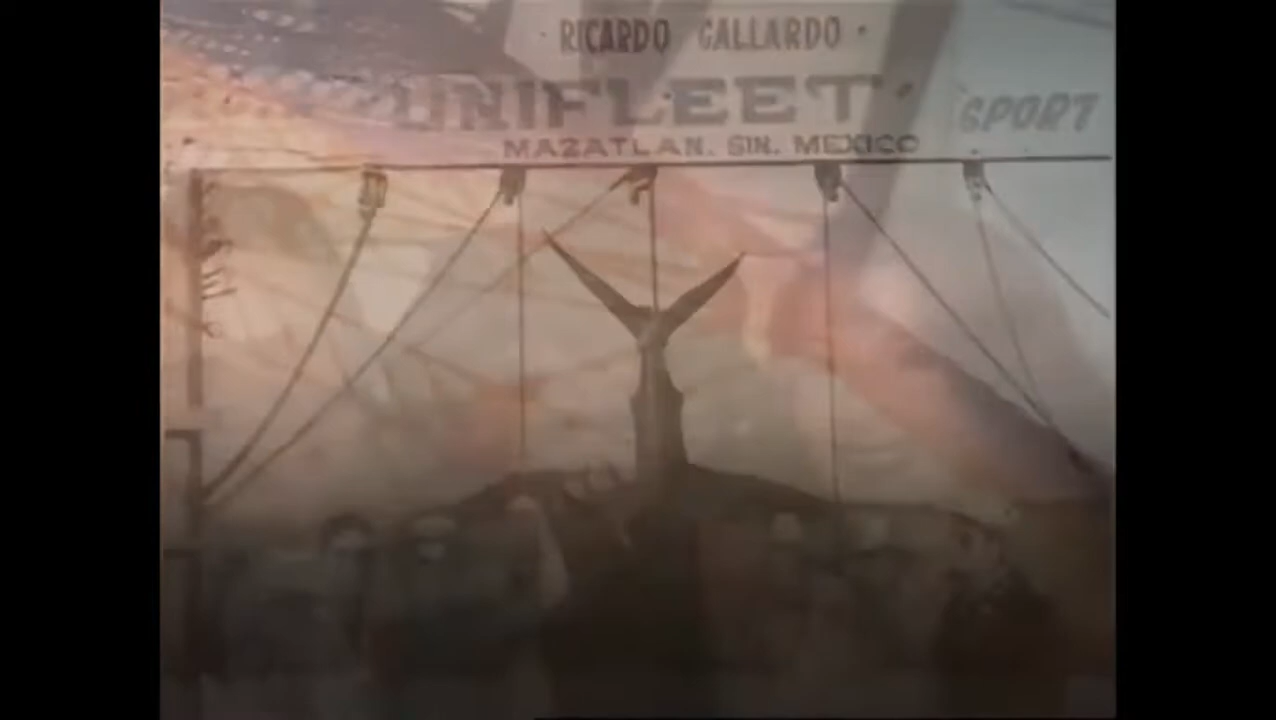 · RICARDO GALLARDO ·
UNIFLEET
SPORT
MAZATLAN. SIN. MEXICO